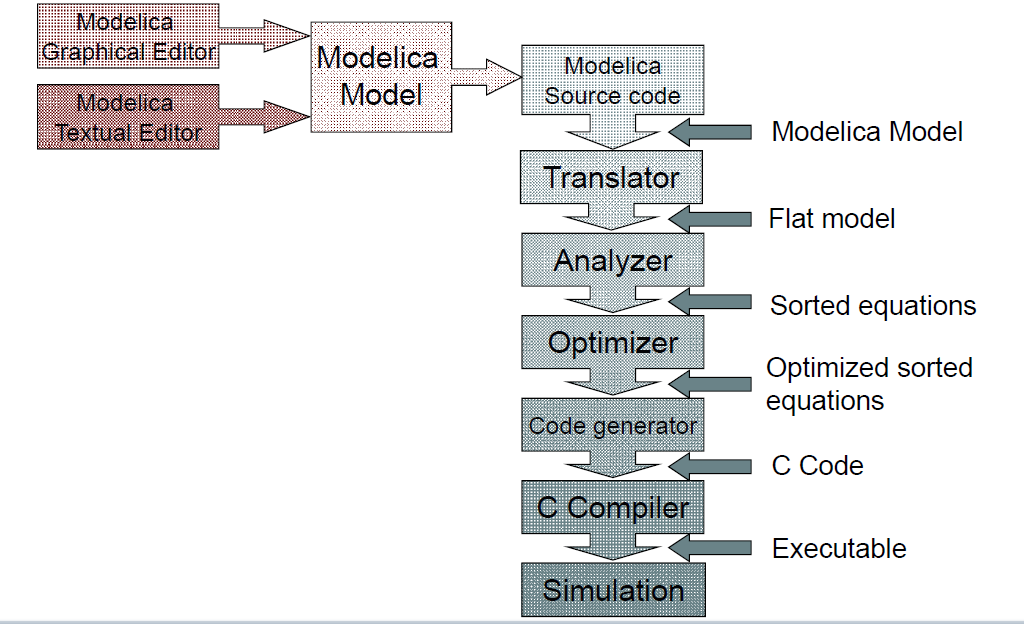 Modelica
Graphical Editor
Modelica
Textual Editor
Modelica
Model
Modelica
Source code
Modelica Model
Translator
Flat model
Analyzer
Sorted equations
Optimizer
Optimized sorted
equations
Code generator
C Code
C Compiler
Executable
Simulation